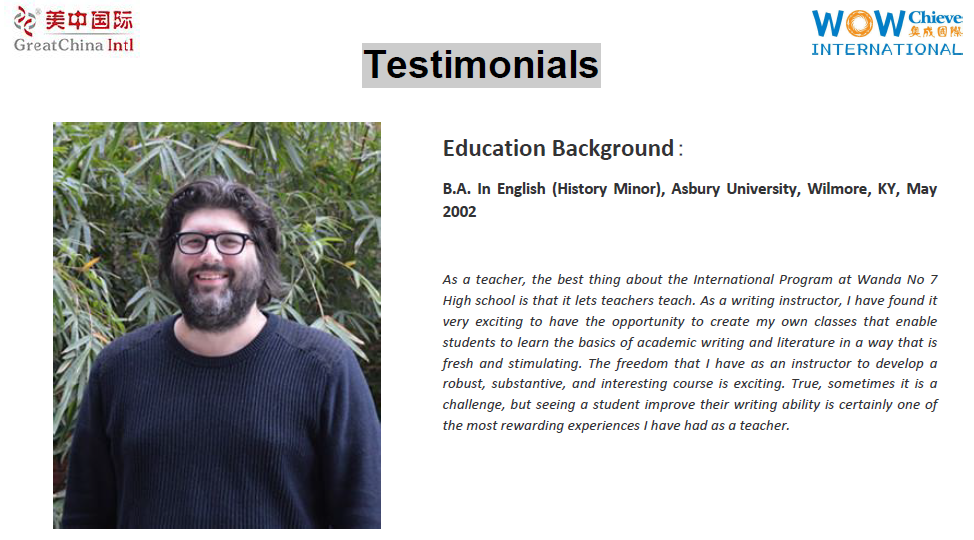 美中国际
GreatChina Intl
WOW Chieve
集成國際
INTERNATIONAL
Testimonials
Education Background :
B.A. In English (History Minor), Asbury University, Wilmore, KY, May
2002
As a teacher, the best thing about the International Program at Wanda No 7
High school is that it lets teachers teach. As a writing instructor, I have found it
very exciting to have the opportunity to create my own classes that enable
students to learn the basics of academic writing and literature in a way that is
fresh and stimulating. The freedom that I have as an instructor to develop a
robust, substantive, and interesting course is exciting. True, sometimes it is a
challenge, but seeing a student improve their writing ability is certainly one of
the most rewarding experiences I have had as a teacher.